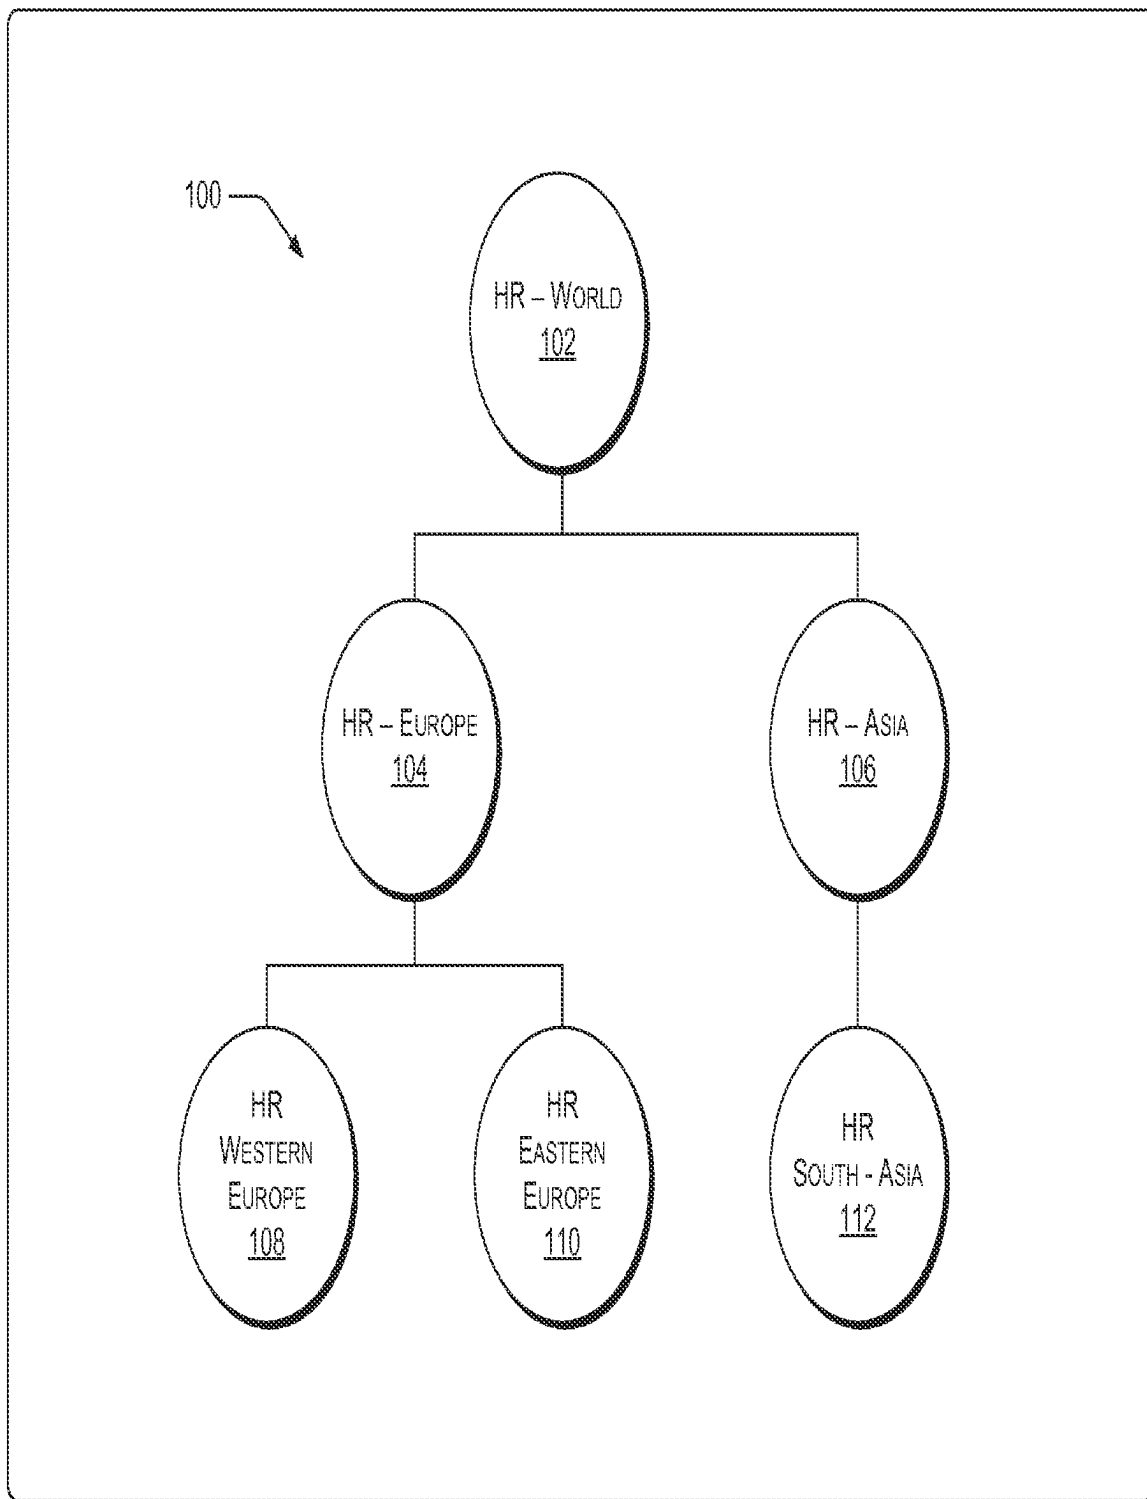 100
HR – WORLD
102
HR – EUROPE
104
HR – ASIA
106
HR
WESTERN
EUROPE
108
HR
EASTERN
EUROPE
110
HR
SOUTH - ASIA
112